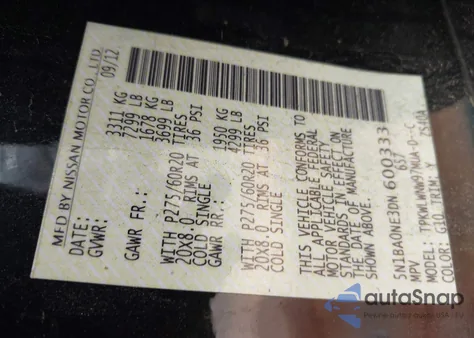 MFD BY NISSAN MOTOR CO., LTD
DATE: 09/12
GVWR: 3311 KG
7299 LB
GAWR FR.: 1678 KG
3699 LB
WITH P275/60R20 TIRES
20X8.0 RIMS AT 36 PSI
COLD SINGLE
GAWR RR.: 1950 KG
4299 LB
WITH P275/60R20 TIRES
20X8.0 RIMS AT 36 PSI
COLD SINGLE
THIS VEHICLE CONFORMS TO
ALL APPLICABLE FEDERAL
MOTOR VEHICLE SAFETY
STANDARDS IN EFFECT ON
THE DATE OF MANUFACTURE
SHOWN ABOVE.
5N1BA0NE3DN 600333
MPV
MODEL:
COLOR: G10 TRIM: Y
autoSnap